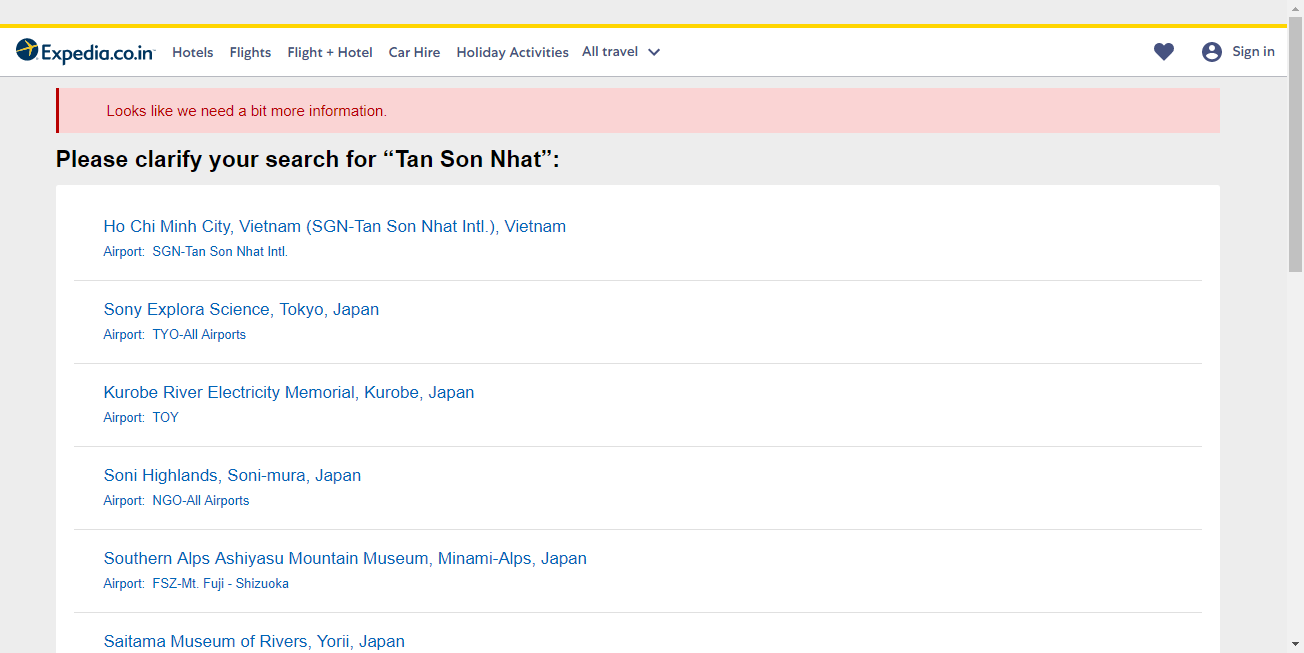 Expedia.co.in Hotels Flights Flight + Hotel Car Hire Holiday Activities All travel Sign in
Looks like we need a bit more information.
Please clarify your search for “Tan Son Nhat”:
Ho Chi Minh City, Vietnam (SGN-Tan Son Nhat Intl.), Vietnam
Airport: SGN-Tan Son Nhat Intl.
Sony Explora Science, Tokyo, Japan
Airport: TYO-All Airports
Kurobe River Electricity Memorial, Kurobe, Japan
Airport: TOY
Soni Highlands, Soni-mura, Japan
Airport: NGO-All Airports
Southern Alps Ashiyasu Mountain Museum, Minami-Alps, Japan
Airport: FSZ-Mt. Fuji - Shizuoka
Saitama Museum of Rivers, Yorii, Japan